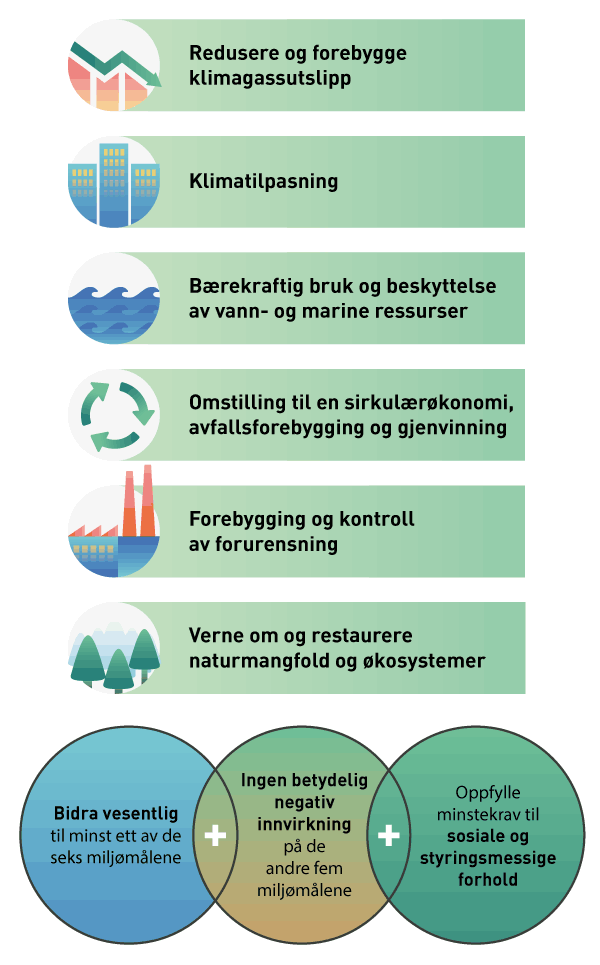 Redusere og forebygge
klimagassutslipp
Klimatilpasning
Bærekraftig bruk og beskyttelse
av vann- og marine ressurser
Omstilling til en sirkulærøkonomi,
avfallsforebygging og gjenvinning
Forebygging og kontroll
av forurensning
Verne om og restaurere
naturmangfold og økosystemer
Bidra vesentlig
til minst ett av de
seks miljømålene
+
Ingen betydelig
negativ
innvirkning
på de
andre fem
miljømålene
+
Oppfylle
minstekrav til
sosiale og
styringsmessige
forhold